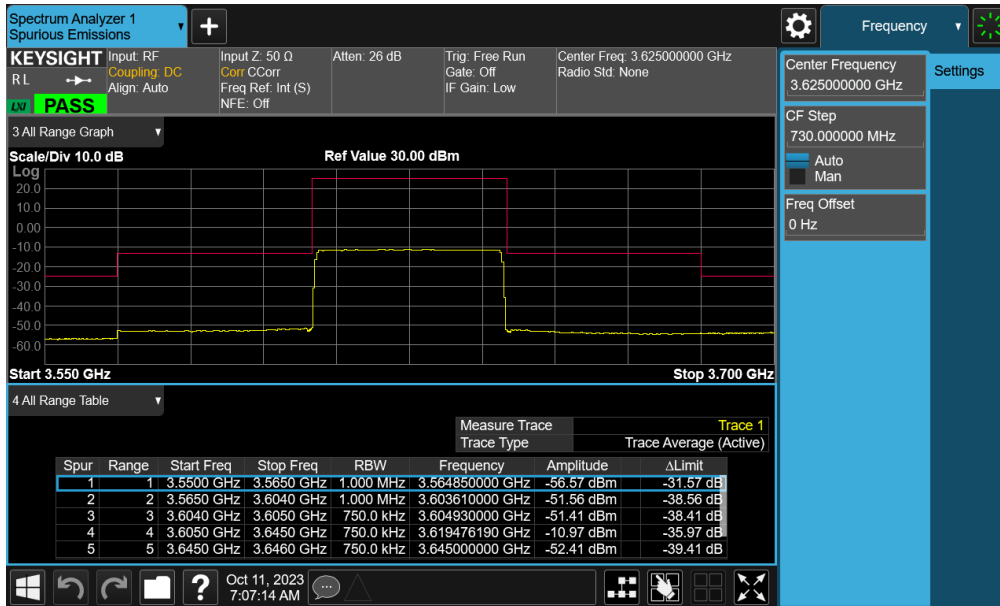 Spectrum Analyzer 1
Spurious Emissions
+
Frequency
KEYSIGHT Input: RF Input Z: 50 Ω Atten: 26 dB Trig: Free Run Center Freq: 3.625000000 GHz
R L Coupling: DC Corr CCorr Gate: Off Radio Std: None
Align: Auto Freq Ref: Int (S) IF Gain: Low
LXI PASS NFE: Off
Center Frequency
3.625000000 GHz
Settings
CF Step
730.000000 MHz
Auto
Man
Freq Offset
0 Hz
3 All Range Graph
Scale/Div 10.0 dB Ref Value 30.00 dBm
Log
20.0
10.0
0.00
-10.0
-20.0
-30.0
-40.0
-50.0
-60.0
Start 3.550 GHz Stop 3.700 GHz
4 All Range Table
Measure Trace Trace 1
Trace Type Trace Average (Active)
Spur Range Start Freq Stop Freq RBW Frequency Amplitude ΔLimit
1 1 3.5500 GHz 3.5650 GHz 1.000 MHz 3.564850000 GHz -56.57 dBm -31.57 dB
2 2 3.5650 GHz 3.6040 GHz 1.000 MHz 3.603610000 GHz -51.56 dBm -38.56 dB
3 3 3.6040 GHz 3.6050 GHz 750.0 kHz 3.604930000 GHz -51.41 dBm -38.41 dB
4 4 3.6050 GHz 3.6450 GHz 750.0 kHz 3.619476190 GHz -10.97 dBm -35.97 dB
5 5 3.6450 GHz 3.6460 GHz 750.0 kHz 3.645000000 GHz -52.41 dBm -39.41 dB
? Oct 11, 2023
7:07:14 AM